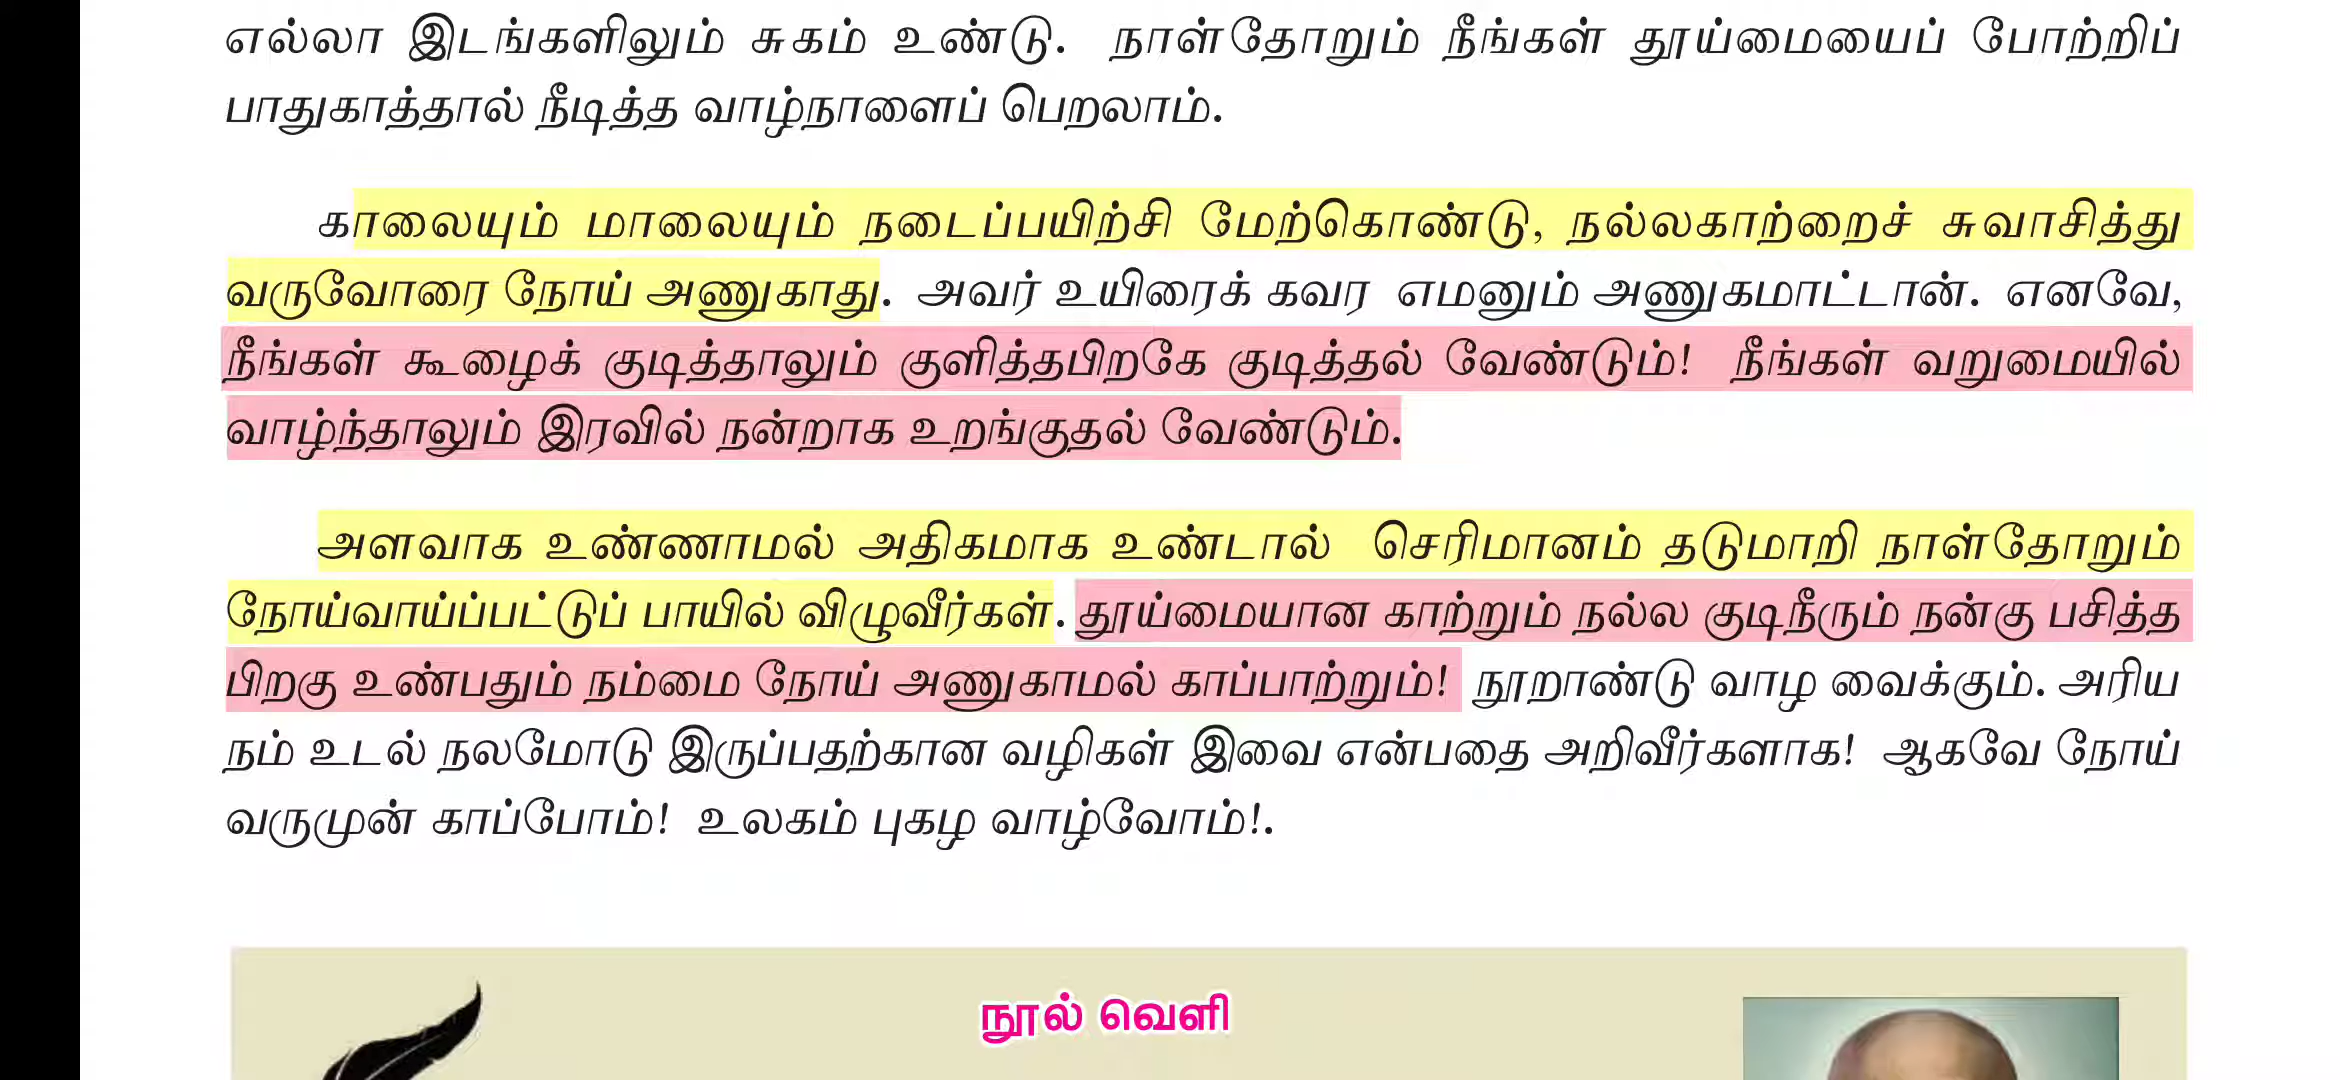 எல்லா இடங்களிலும் சுகம் உண்டு. நாள்தோறும் நீங்கள் தூய்மையைப் போற்றிப்
பாதுகாத்தால் நீடித்த வாழ்நாளைப் பெறலாம்.
காலையும் மாலையும் நடைப்பயிற்சி மேற்கொண்டு, நல்லகாற்றைச் சுவாசித்து
வருவோரை நோய் அணுகாது. அவர் உயிரைக் கவர எமனும் அணுகமாட்டான். எனவே,
நீங்கள் கூழைக் குடித்தாலும் குளித்தபிறகே குடித்தல் வேண்டும்! நீங்கள் வறுமையில்
வாழ்ந்தாலும் இரவில் நன்றாக உறங்குதல் வேண்டும்.
அளவாக உண்ணாமல் அதிகமாக உண்டால் செரிமானம் தடுமாறி நாள்தோறும்
நோய்வாய்ப்பட்டுப் பாயில் விழுவீர்கள். தூய்மையான காற்றும் நல்ல குடிநீரும் நன்கு பசித்த
பிறகு உண்பதும் நம்மை நோய் அணுகாமல் காப்பாற்றும்! நூறாண்டு வாழ வைக்கும். அரிய
நம் உடல் நலமோடு இருப்பதற்கான வழிகள் இவை என்பதை அறிவீர்களாக! ஆகவே நோய்
வருமுன் காப்போம்! உலகம் புகழ வாழ்வோம்!.
நூல் வெளி